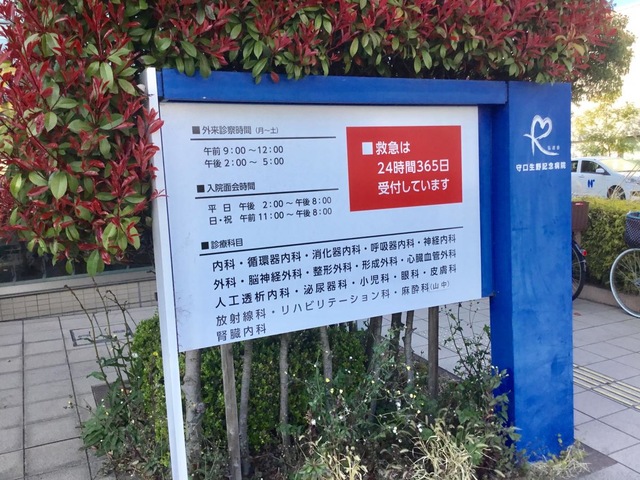 ■外来診察時間(月〜土)
午前 9:00〜12:00
午後 2:00〜 5:00
■入院面会時間
平 日 午後 2:00〜午後 8:00
日・祝 午前 11:00〜午後 8:00
■救急は
24時間365日
受付しています
■診療科目
内科・循環器内科・消化器内科・呼吸器内科・神経内科
外科・脳神経外科・整形外科・形成外科・心臓血管外科
人工透析内科・泌尿器科・小児科・眼科・皮膚科
放射線科・リハビリテーション科・麻酔科(山中)
腎臓内科
守口生野記念病院